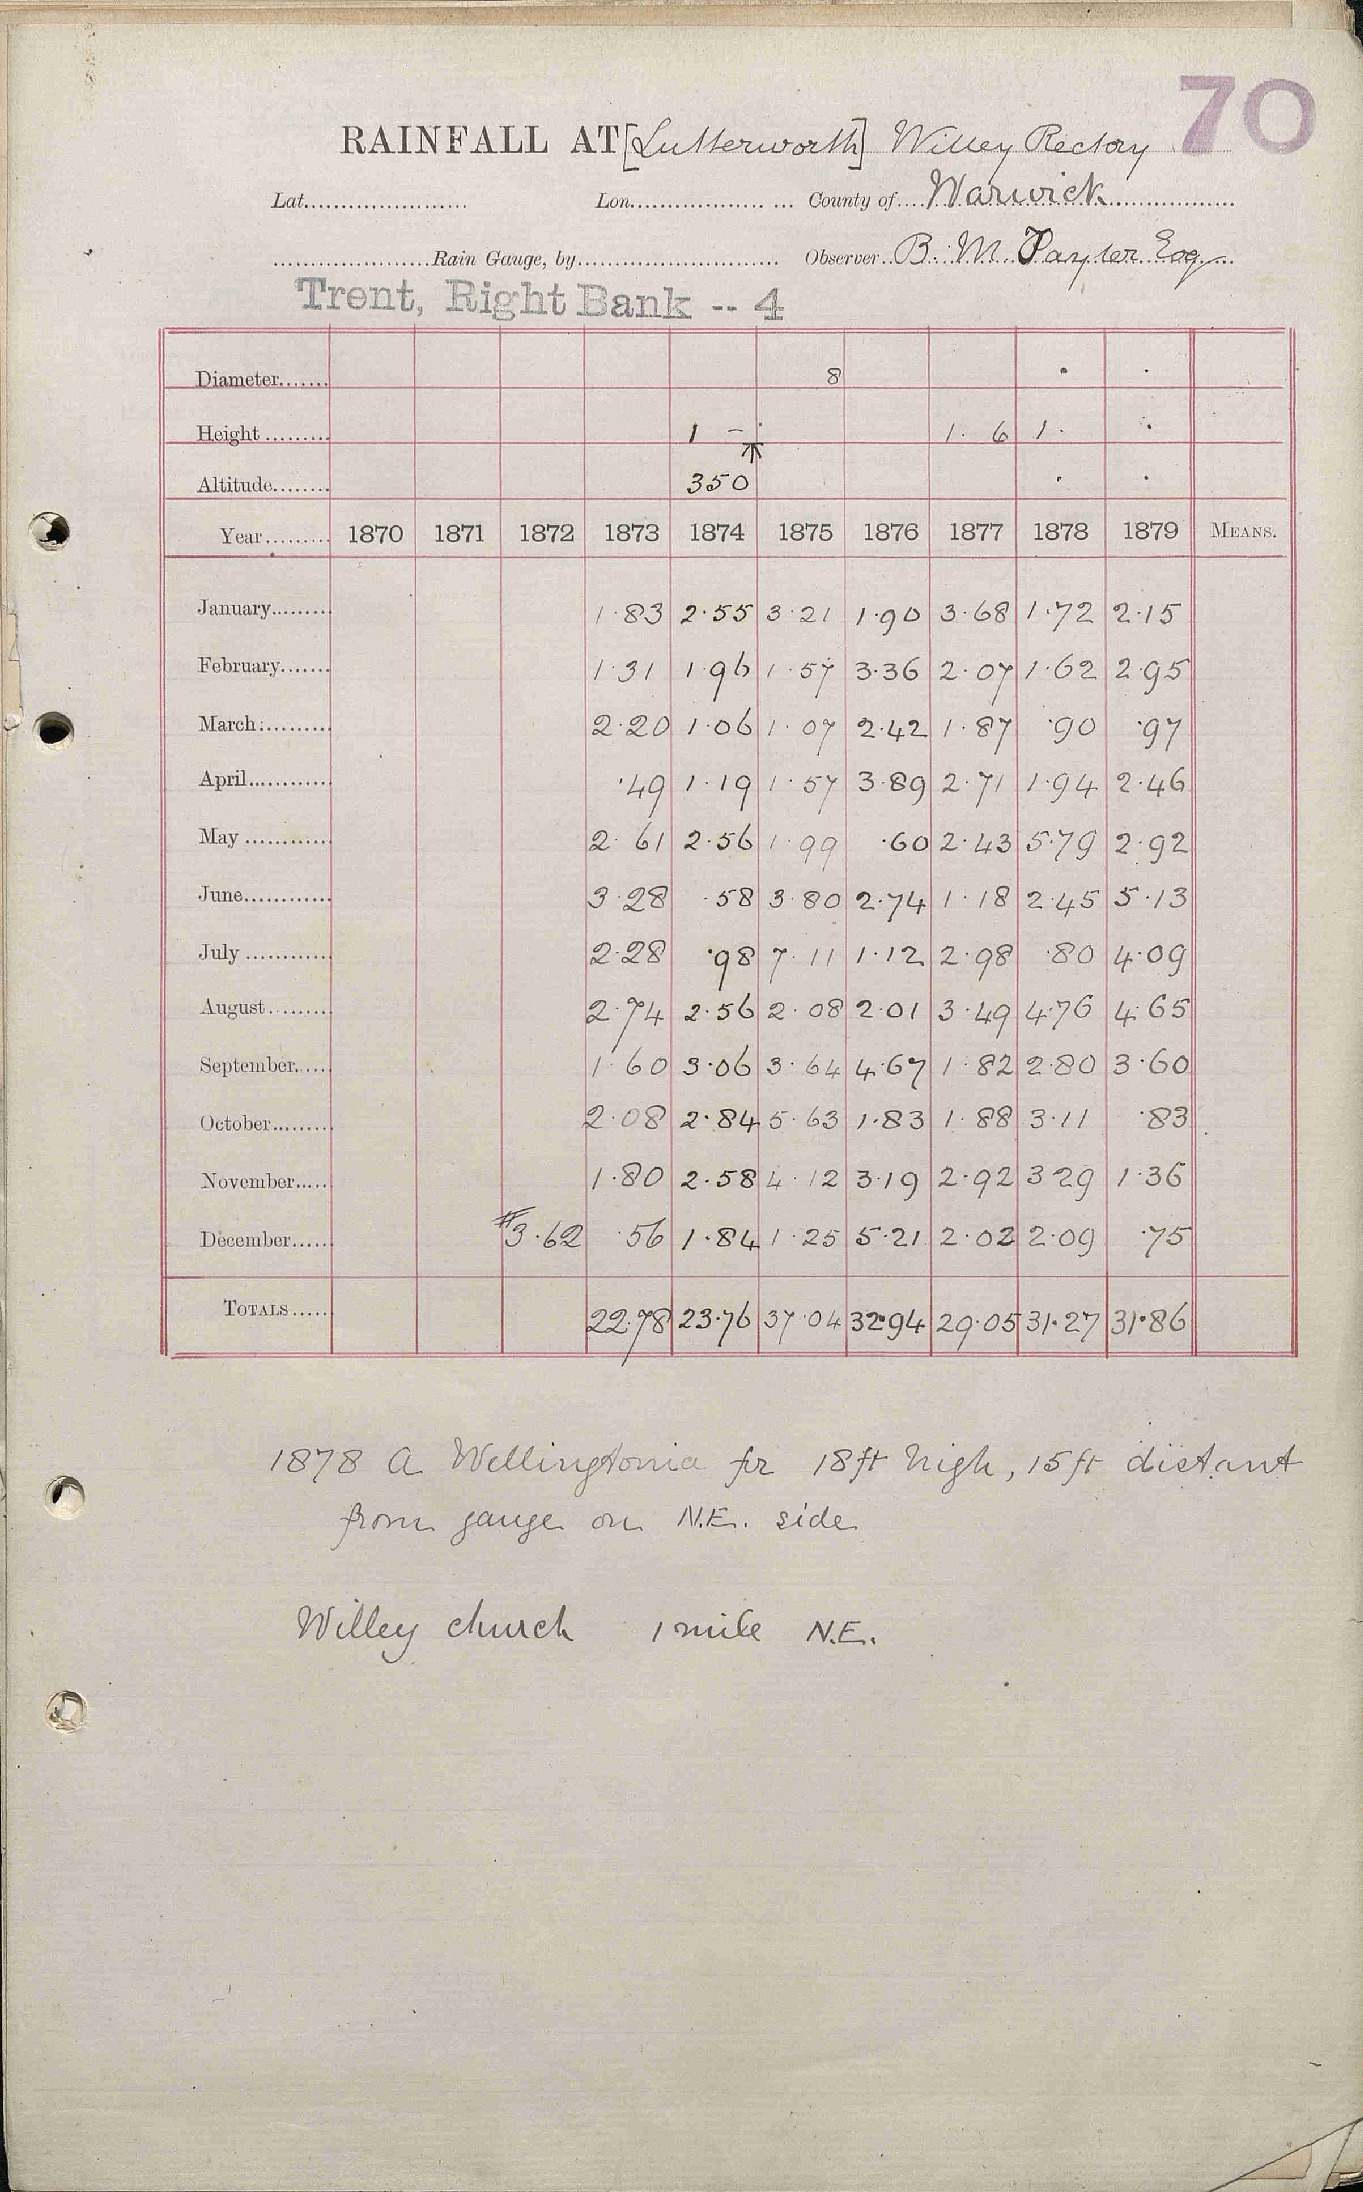 70
RAINFALL AT [Lutterworth] Willey Rectory
Lat. Lon. County of Warwick
Rain Gauge, by Observer B. M. Esq
Trent, Right Bank -- 4
Diameter 8 . .
Height 1 - 1. 6 1. .
Altitude 350 . .
Year 1870 1871 1872 1873 1874 1875 1876 1877 1878 1879 MEANS.
January 1.83 2.55 3.21 1.90 3.68 1.72 2.15
February 1.31 1.96 1.57 3.36 2.07 1.62 2.95
March 2.20 1.06 1.07 2.42 1.87 .90 .97
April .49 1.19 1.57 3.89 2.71 1.94 2.46
May 2.61 2.56 1.99 .60 2.43 5.79 2.92
June 3.28 .58 3.80 2.74 1.18 2.45 5.13
July 2.28 .98 7.11 1.12 2.98 .80 4.09
August 2.74 2.56 2.08 2.01 3.49 4.76 4.65
September 1.60 3.06 3.64 4.67 1.82 2.80 3.60
October 2.08 2.84 5.63 1.83 1.88 3.11 .83
November 1.80 2.58 4.12 3.19 2.92 3 29 1.36
December #3.62 .56 1.84 1.25 5.21 2.02 2.09 .75
TOTALS 22.78 23.76 37.04 32.94 29.05 31.27 31.86
1878 A Wellingtonia fir 18ft high, 15ft distant
from gauge on N.E. side
Willey church 1 mile N.E.